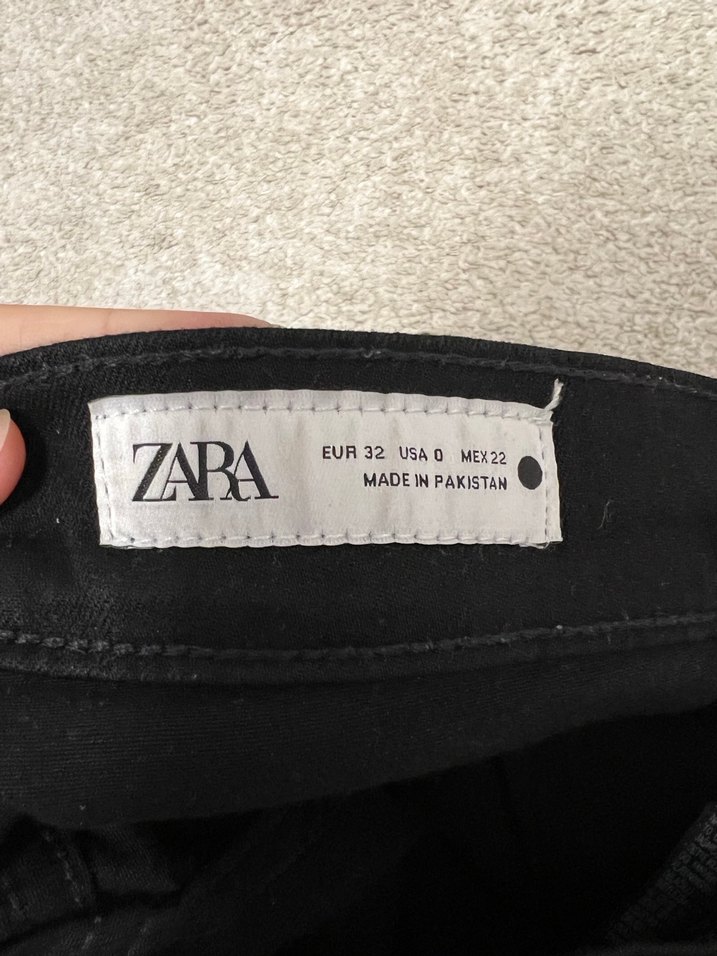 ZARA
EUR 32 USA 0 MEX 22
MADE IN PAKISTAN